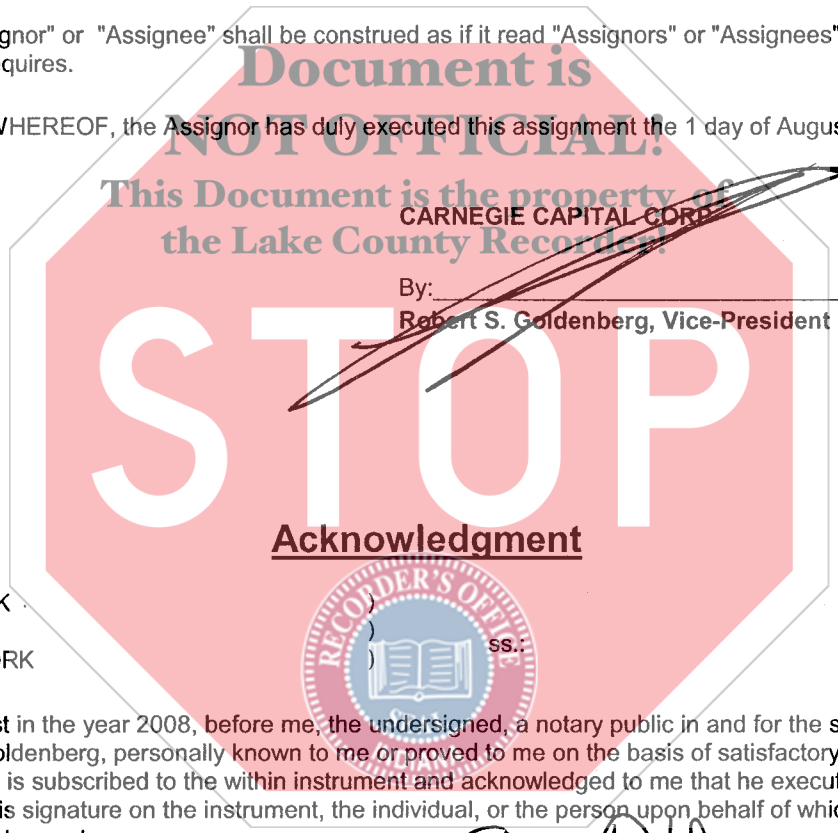 gnor" or "Assignee" shall be construed as if it read "Assignors" or "Assignees"
quires.
Document is
WHEREOF, the Assignor has duly executed this assignment the 1 day of Augus
NOT OFFICIAL!
This Document is the property of
CARNEGIE CAPITAL CORP.
the Lake County Recorder!
By:
Robert S. Goldenberg, Vice-President
STOP
Acknowledgment
K )
)
ss.:
RK )
RECORDER'S OFFICE
SEAL
st in the year 2008, before me, the undersigned, a notary public in and for the s
oldenberg, personally known to me or proved to me on the basis of satisfactory
is subscribed to the within instrument and acknowledged to me that he execut
is signature on the instrument, the individual, or the person upon behalf of whic